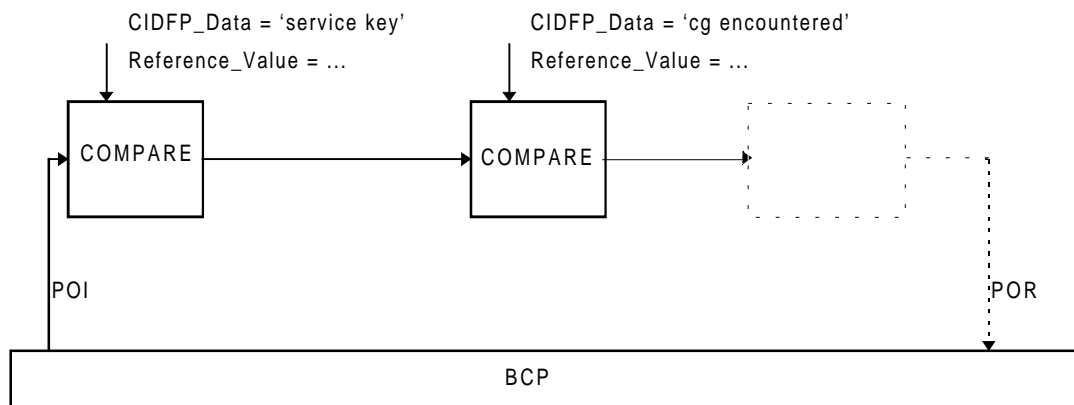 CIDFP_Data = ‘service key’
Reference_Value = ...
CIDFP_Data = ‘cg encountered’
Reference_Value = ...
COMPARE
COMPARE
POI
POR
BCP